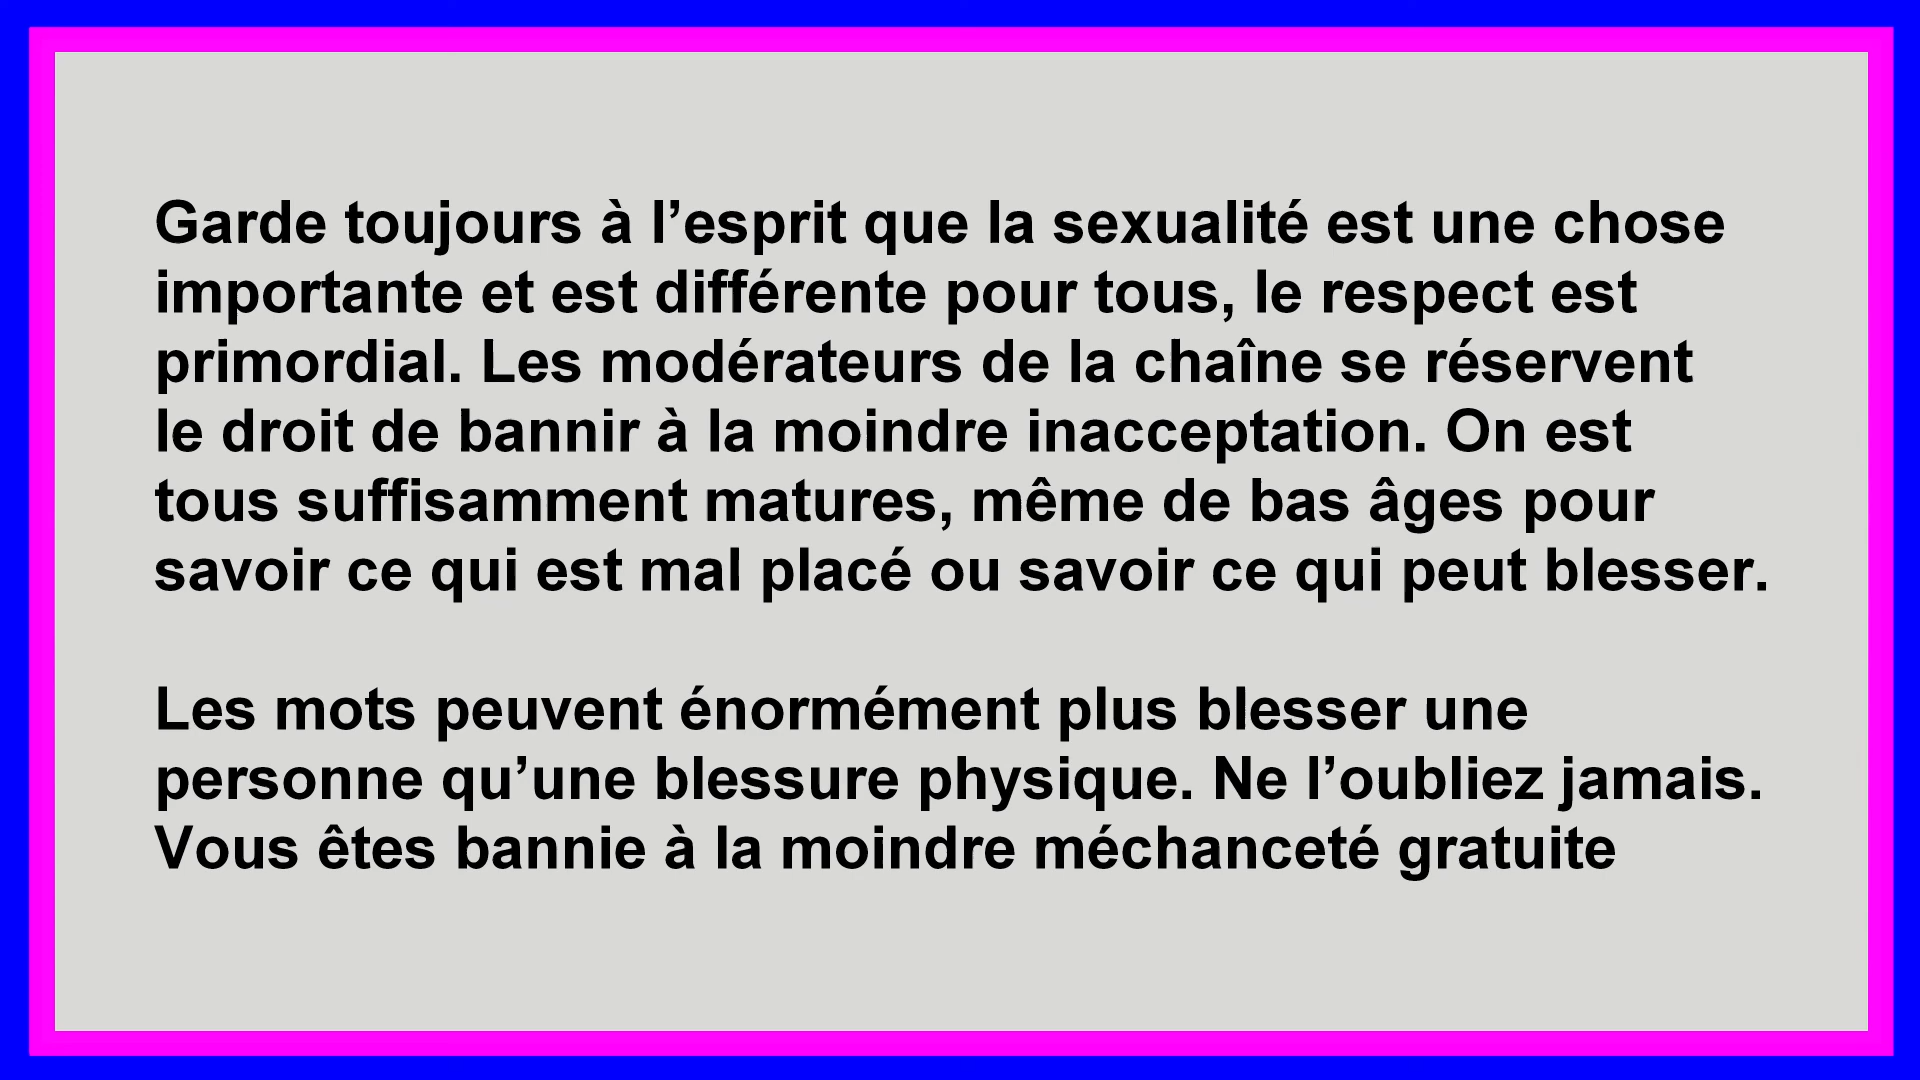 Garde toujours à l’esprit que la sexualité est une chose
importante et est différente pour tous, le respect est
primordial. Les modérateurs de la chaîne se réservent
le droit de bannir à la moindre inacceptation. On est
tous suffisamment matures, même de bas âges pour
savoir ce qui est mal placé ou savoir ce qui peut blesser.
Les mots peuvent énormément plus blesser une
personne qu’une blessure physique. Ne l’oubliez jamais.
Vous êtes bannie à la moindre méchanceté gratuite